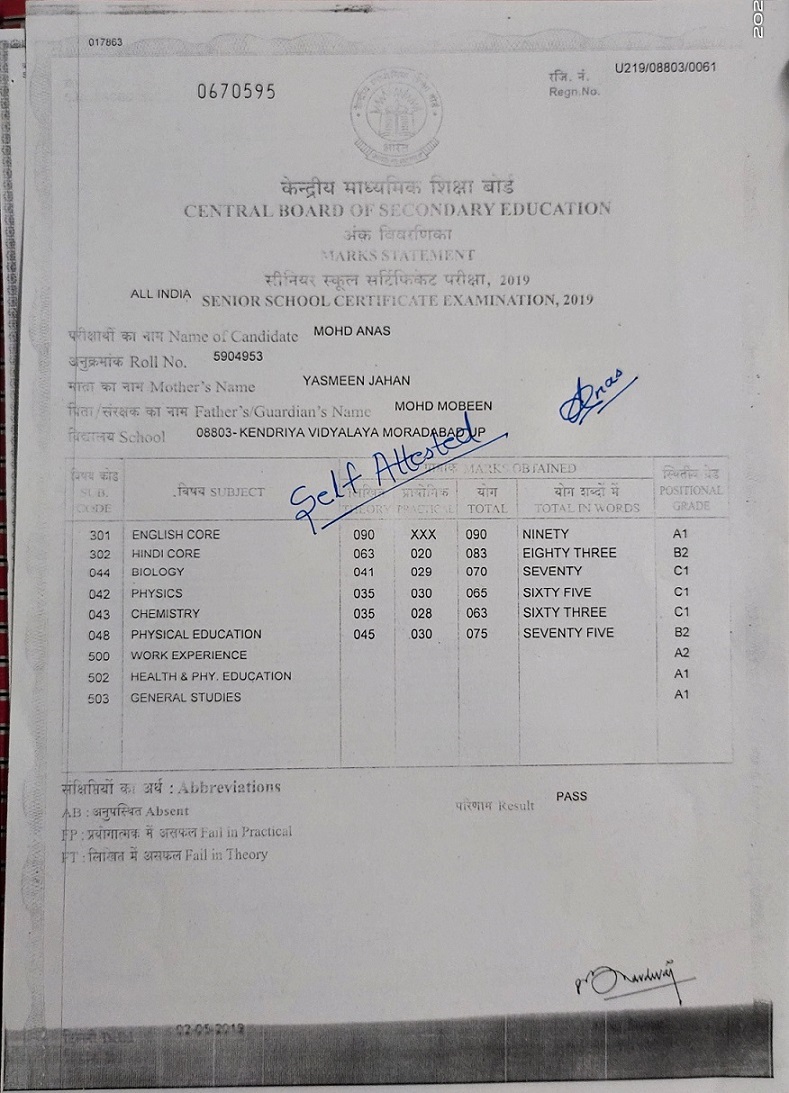 017863
202
रजि. नं. U219/08803/0061
Regn.No.
0670595
भारत
केन्द्रीय माध्यमिक शिक्षा बोर्ड
CENTRAL BOARD OF SECONDARY EDUCATION
अंक विवरणिका
MARKS STATEMENT
सीनियर स्कूल सर्टिफिकेट परीक्षा, 2019
ALL INDIA SENIOR SCHOOL CERTIFICATE EXAMINATION, 2019
परीक्षार्थी का नाम Name of Candidate MOHD ANAS
अनुक्रमांक Roll No. 5904953
माता का नाम Mother's Name YASMEEN JAHAN
पिता/संरक्षक का नाम Father's/Guardian's Name MOHD MOBEEN
Anas
विद्यालय School 08803- KENDRIYA VIDYALAYA MORADABAD UP
Self Attested
विषय कोड SUB. CODE विषय SUBJECT MARKS OBTAINED स्थितीय ग्रेड POSITIONAL GRADE
THEORY प्रायोगिक PRACTICAL योग TOTAL योग शब्दों में TOTAL IN WORDS
301 ENGLISH CORE 090 XXX 090 NINETY A1
302 HINDI CORE 063 020 083 EIGHTY THREE B2
044 BIOLOGY 041 029 070 SEVENTY C1
042 PHYSICS 035 030 065 SIXTY FIVE C1
043 CHEMISTRY 035 028 063 SIXTY THREE C1
048 PHYSICAL EDUCATION 045 030 075 SEVENTY FIVE B2
500 WORK EXPERIENCE A2
502 HEALTH & PHY. EDUCATION A1
503 GENERAL STUDIES A1
संक्षिप्तियों का अर्थ : Abbreviations
AB : अनुपस्थित Absent
परिणाम Result PASS
FP : प्रयोगात्मक में असफल Fail in Practical
FT : लिखित में असफल Fail in Theory
02-05-2019